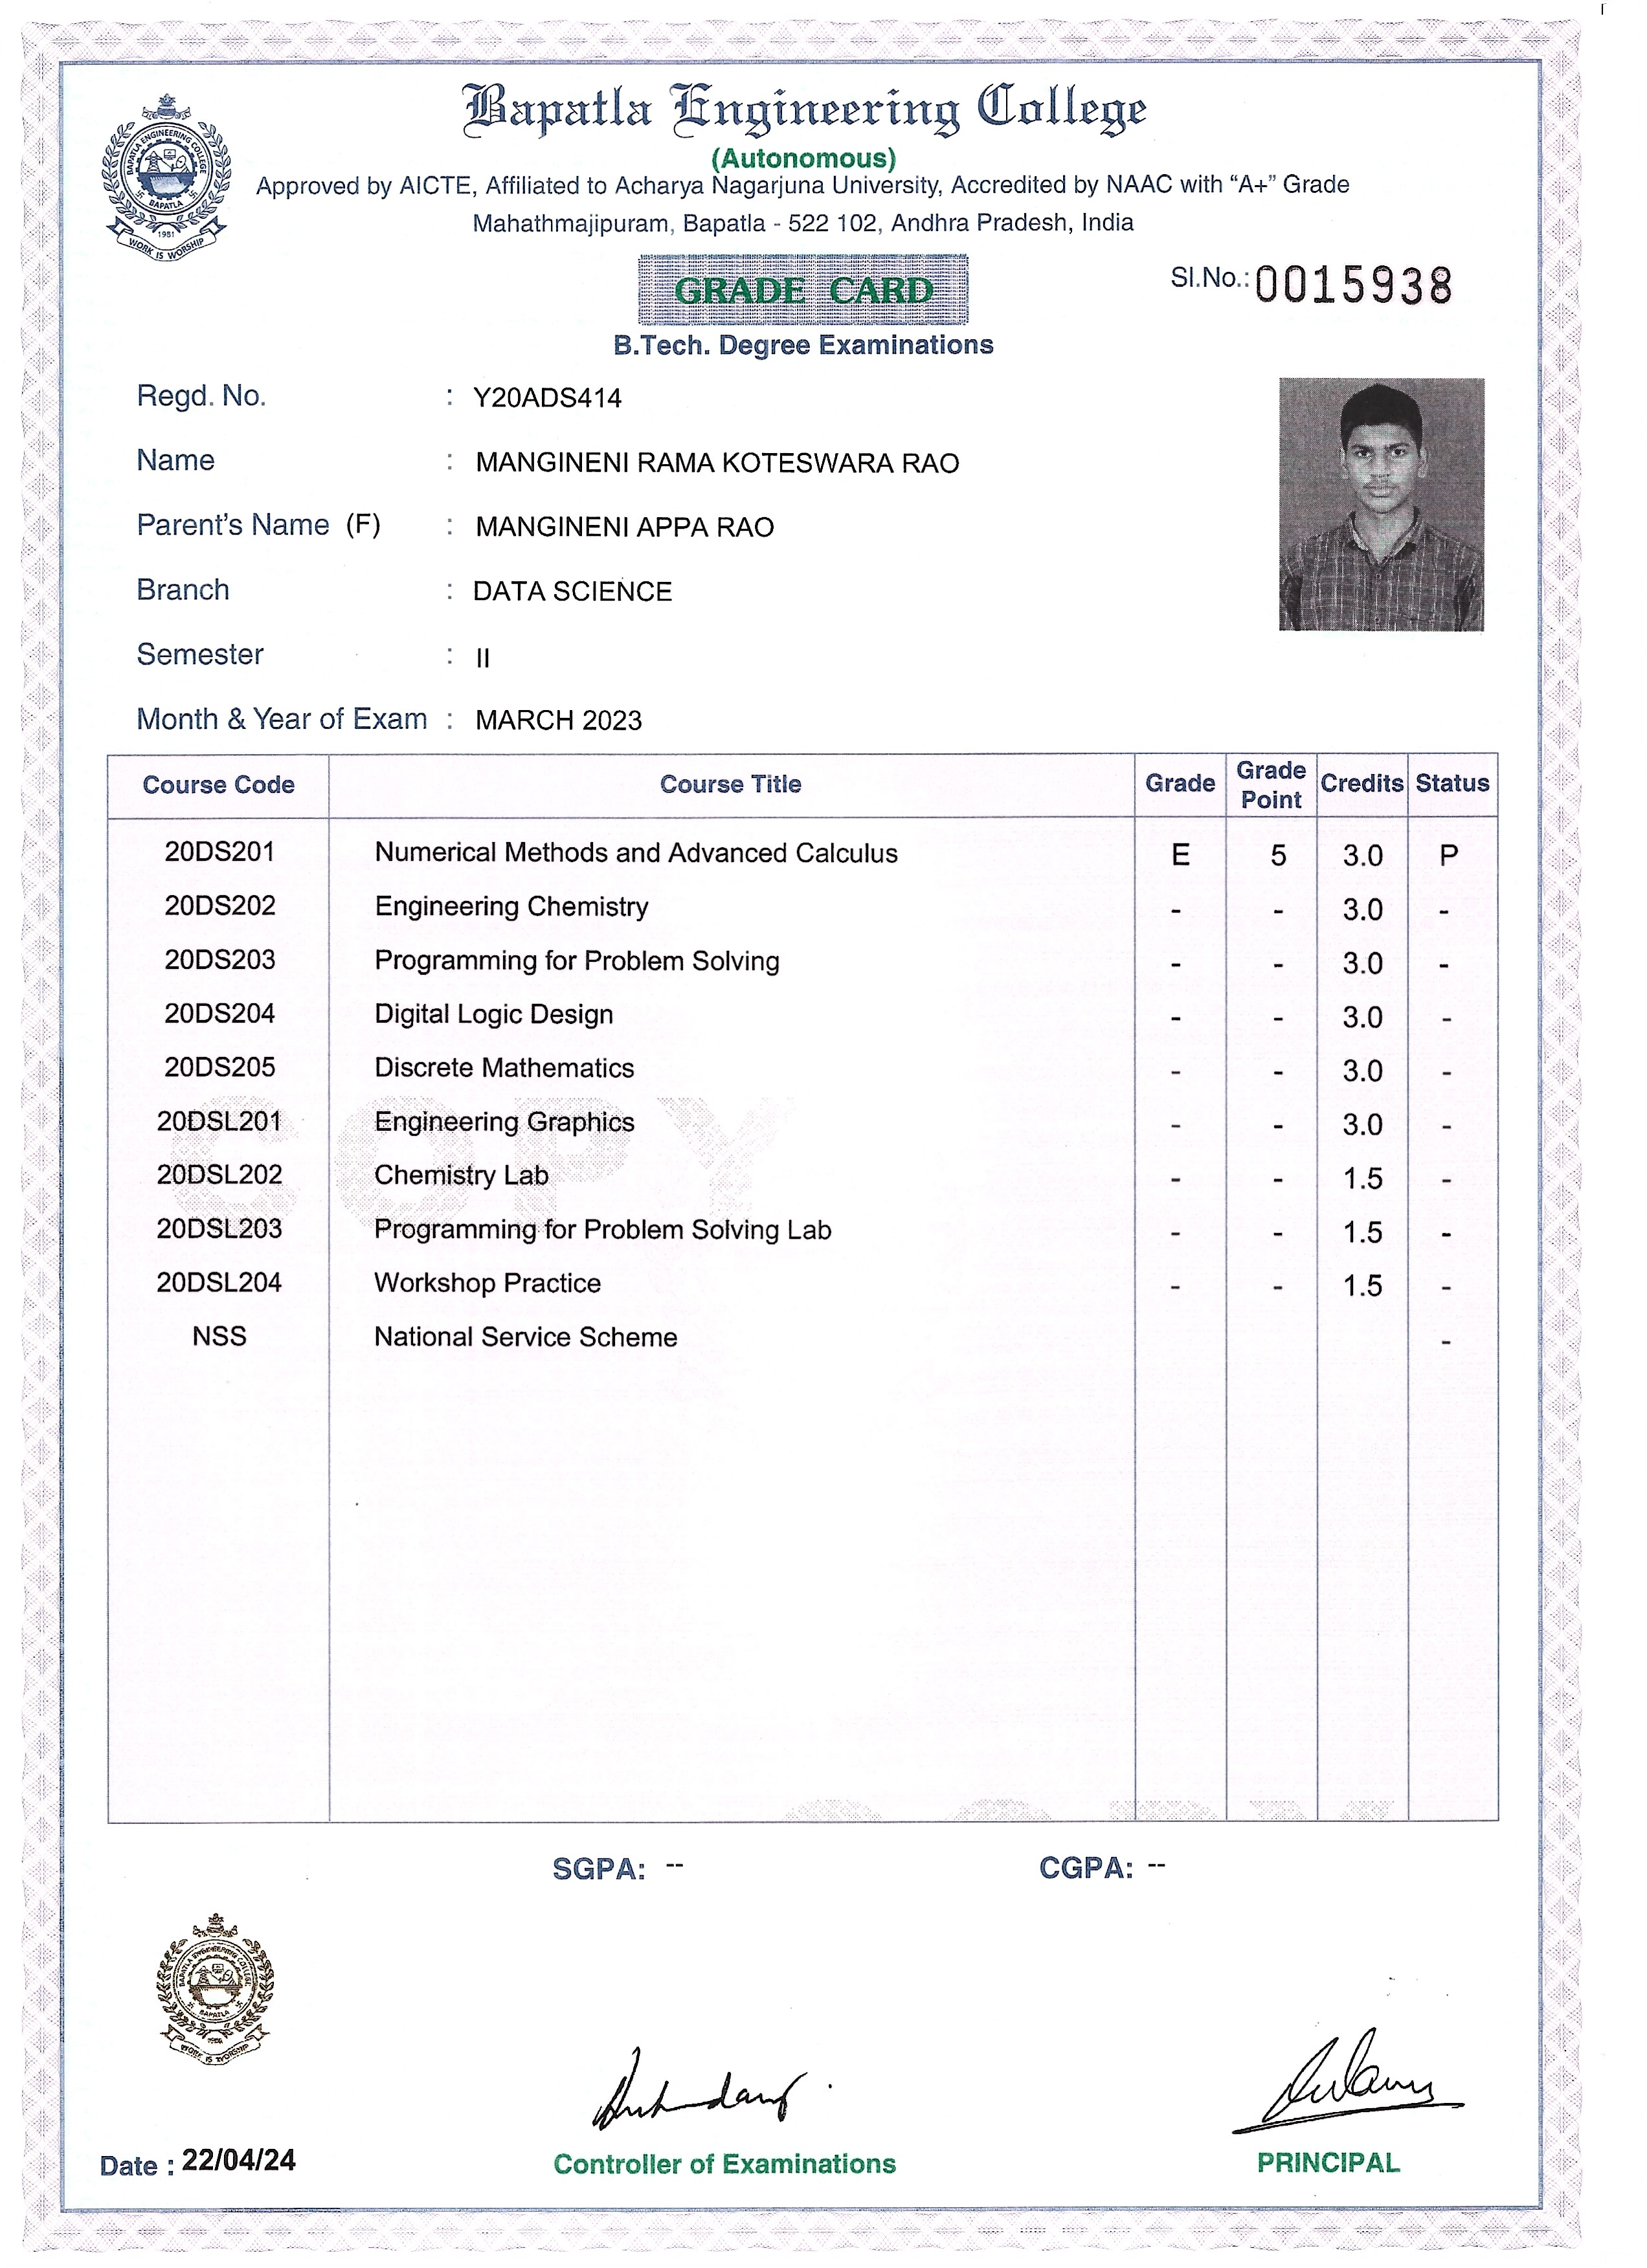 Bapatla Engineering College
(Autonomous)
Approved by AICTE, Affiliated to Acharya Nagarjuna University, Accredited by NAAC with “A+” Grade
Mahathmajipuram, Bapatla - 522 102, Andhra Pradesh, India
BAPATLA ENGINEERING COLLEGE
BAPATLA
1981
WORK IS WORSHIP
GRADE CARD
Sl.No.: 0015938
B.Tech. Degree Examinations
Regd. No. : Y20ADS414
Name : MANGINENI RAMA KOTESWARA RAO
Parent’s Name (F) : MANGINENI APPA RAO
Branch : DATA SCIENCE
Semester : II
Month & Year of Exam : MARCH 2023
Course Code Course Title Grade Grade Point Credits Status
20DS201 Numerical Methods and Advanced Calculus E 5 3.0 P
20DS202 Engineering Chemistry - - 3.0 -
20DS203 Programming for Problem Solving - - 3.0 -
20DS204 Digital Logic Design - - 3.0 -
20DS205 Discrete Mathematics - - 3.0 -
20DSL201 Engineering Graphics - - 3.0 -
20DSL202 Chemistry Lab - - 1.5 -
20DSL203 Programming for Problem Solving Lab - - 1.5 -
20DSL204 Workshop Practice - - 1.5 -
NSS National Service Scheme -
COPY
SGPA: -- CGPA: --
BAPATLA ENGINEERING COLLEGE
BAPATLA
WORK IS WORSHIP
Date : 22/04/24 Controller of Examinations PRINCIPAL